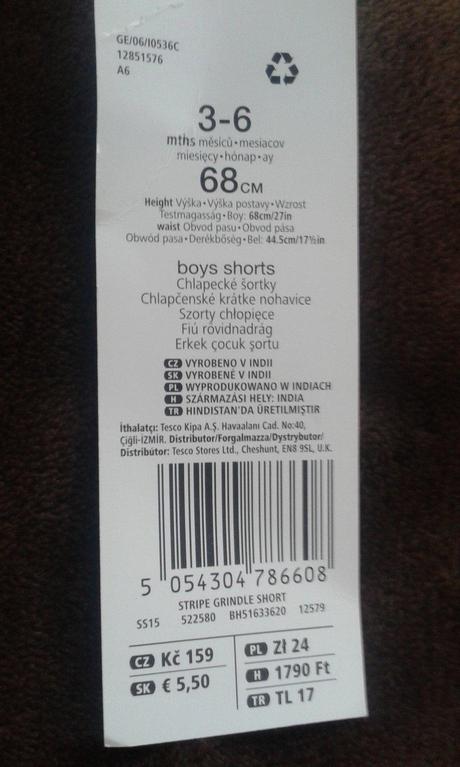 GE/06/I0536C
12851576
A6
3-6
mths měsíců•mesiacov
miesięcy•hónap•ay
68CM
Height Výška•Výška postavy•Wzrost
Testmagasság•Boy: 68cm/27in
waist Obvod pasu•Obvod pása
Obwód pasa•Derékbőség•Bel: 44.5cm/17½in
boys shorts
Chlapecké šortky
Chlapčenské krátke nohavice
Szorty chłopięce
Fiú rövidnadrág
Erkek çocuk şortu
CZ VYROBENO V INDII
SK VYROBENÉ V INDII
PL WYPRODUKOWANO W INDIACH
H SZÁRMAZÁSI HELY: INDIA
TR HINDISTAN'DA ÜRETILMIŞTIR
İthalatçı: Tesco Kipa A.Ş. Havaalanı Cad. No:40,
Çiğli-İZMİR. Distributor/Forgalmazza/Dystrybutor/
Distribútor: Tesco Stores Ltd., Cheshunt, EN8 9SL, U.K.
5 054304 786608
STRIPE GRINDLE SHORT
SS15 522580 BH51633620 12579
CZ Kč 159
SK € 5,50
PL Zł 24
H 1790 Ft
TR TL 17